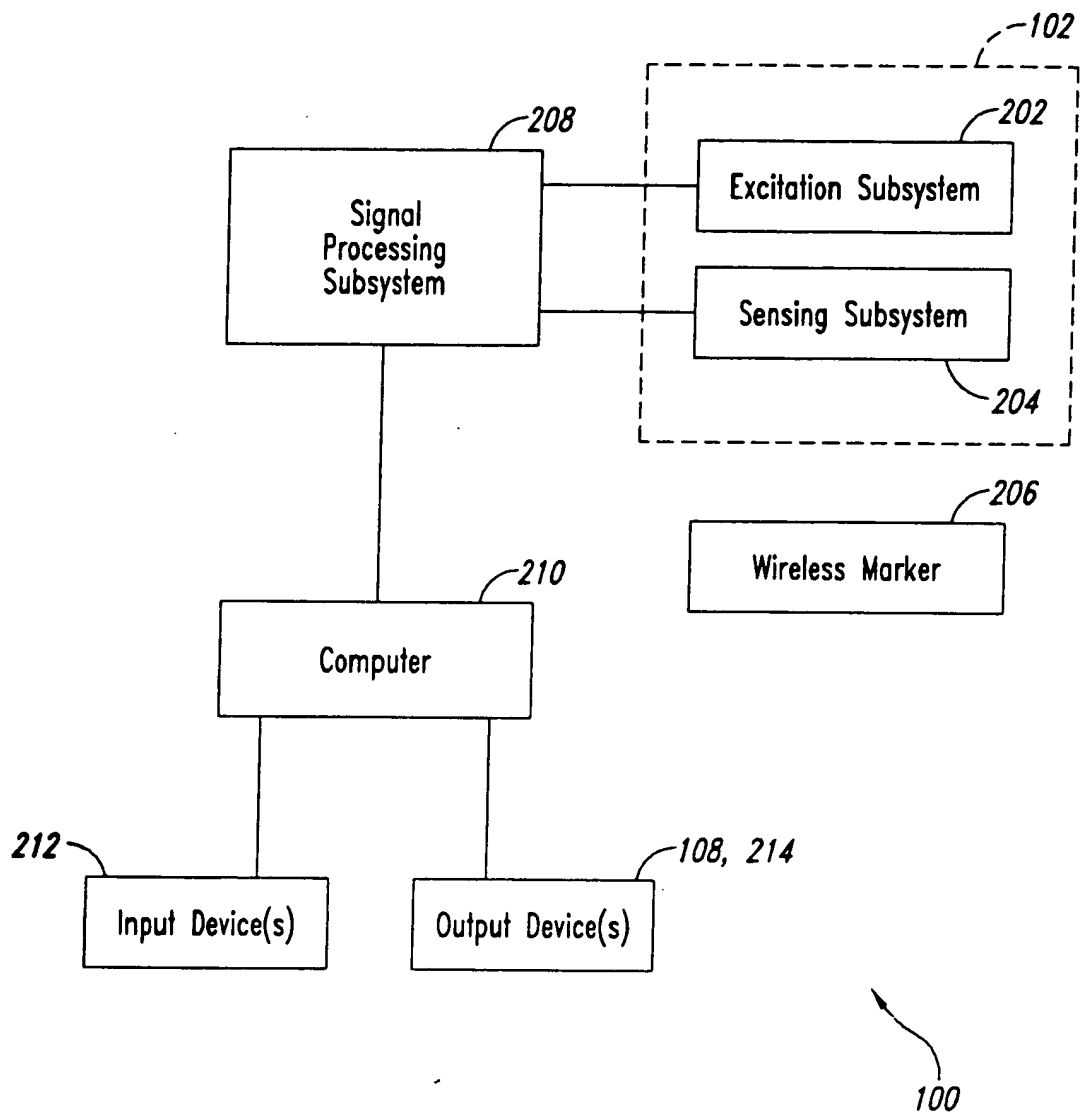 102
208
202
Signal
Processing
Subsystem
Excitation Subsystem
Sensing Subsystem
204
206
Wireless Marker
210
Computer
212
108, 214
Input Device(s)
Output Device(s)
100